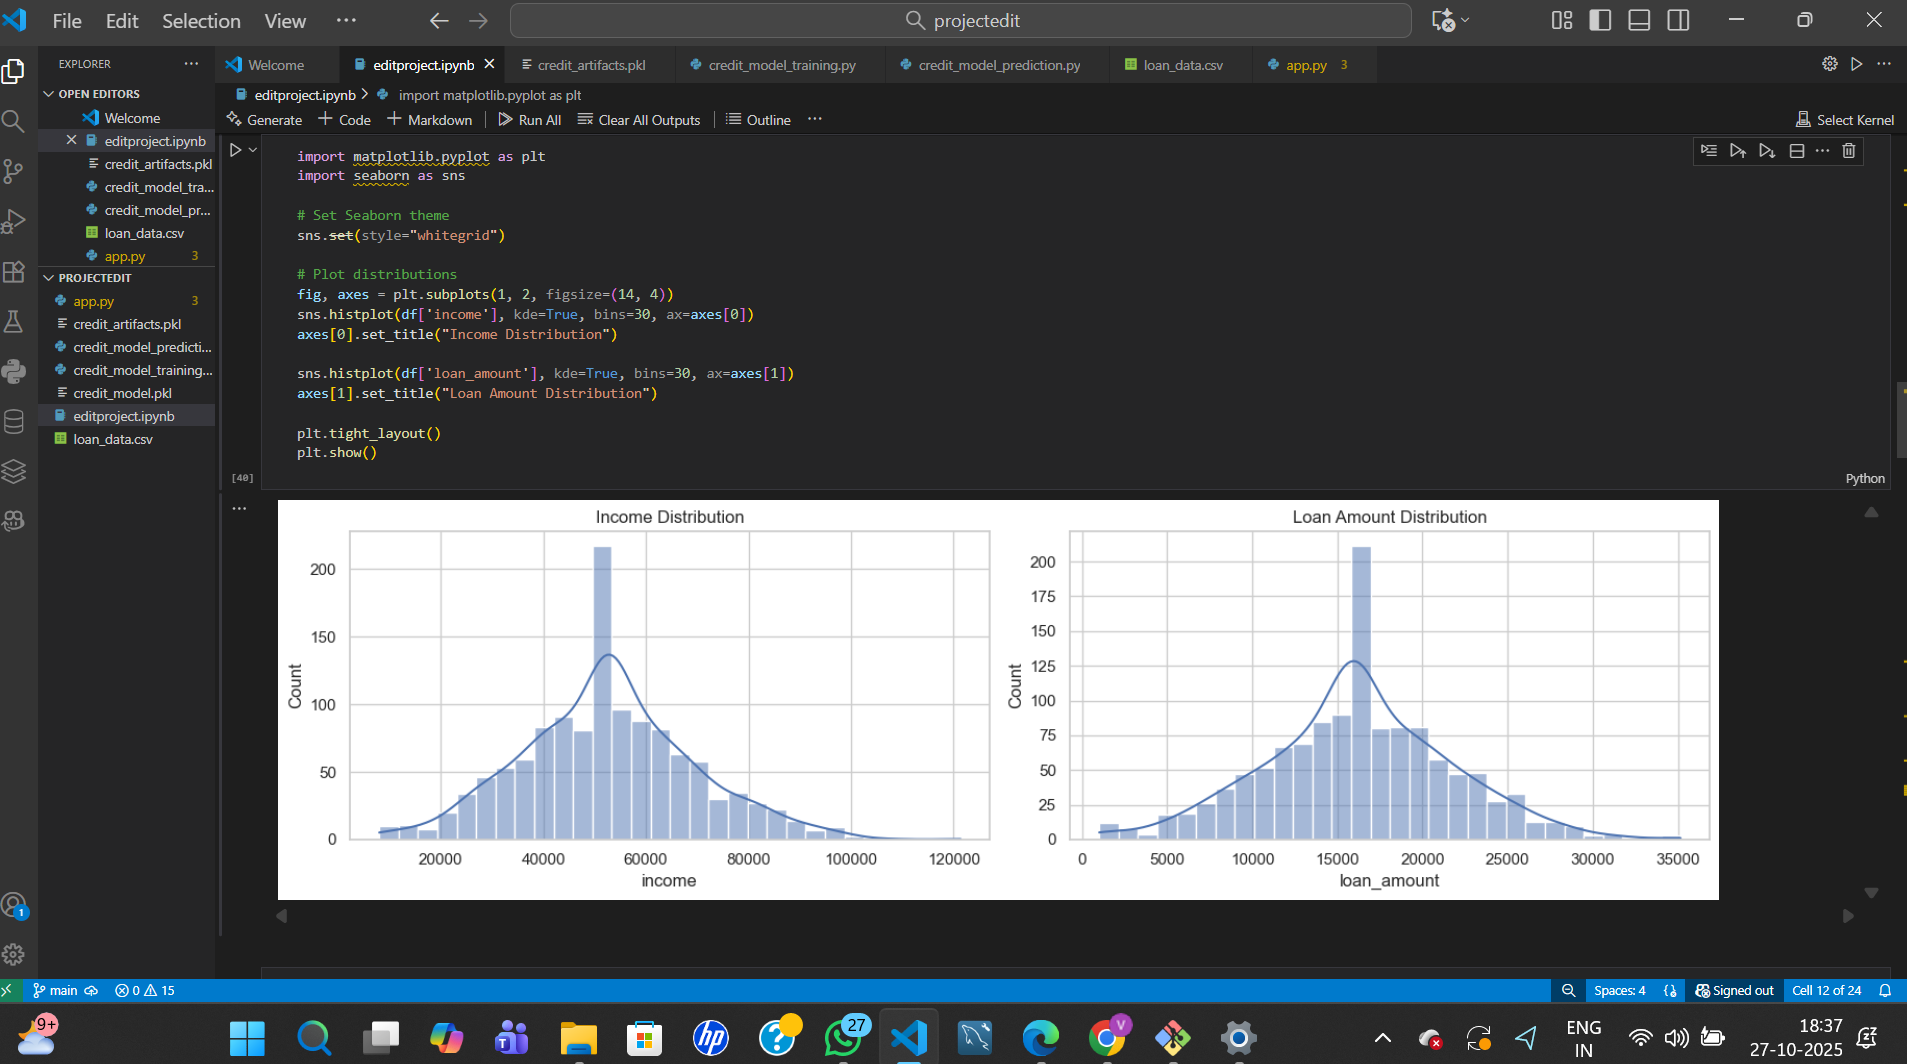 File Edit Selection View ···
projectedit
EXPLORER
OPEN EDITORS
Welcome
editproject.ipynb
credit_artifacts.pkl
credit_model_tra...
credit_model_pr...
loan_data.csv
app.py 3
PROJECTEDIT
app.py 3
credit_artifacts.pkl
credit_model_predicti...
credit_model_training...
credit_model.pkl
editproject.ipynb
loan_data.csv
Welcome editproject.ipynb credit_artifacts.pkl credit_model_training.py credit_model_prediction.py loan_data.csv app.py 3
editproject.ipynb > import matplotlib.pyplot as plt
Generate + Code + Markdown Run All Clear All Outputs Outline ··· Select Kernel
import matplotlib.pyplot as plt
import seaborn as sns
# Set Seaborn theme
sns.set(style="whitegrid")
# Plot distributions
fig, axes = plt.subplots(1, 2, figsize=(14, 4))
sns.histplot(df['income'], kde=True, bins=30, ax=axes[0])
axes[0].set_title("Income Distribution")
sns.histplot(df['loan_amount'], kde=True, bins=30, ax=axes[1])
axes[1].set_title("Loan Amount Distribution")
plt.tight_layout()
plt.show()
[40]
Python
Income Distribution
200
150
100
50
0
Count
20000 40000 60000 80000 100000 120000
income
Loan Amount Distribution
200
175
150
125
100
75
50
25
0
Count
0 5000 10000 15000 20000 25000 30000 35000
loan_amount
1
main 0 15
Spaces: 4 Signed out Cell 12 of 24
9+
27
V
ENG
IN
18:37
27-10-2025